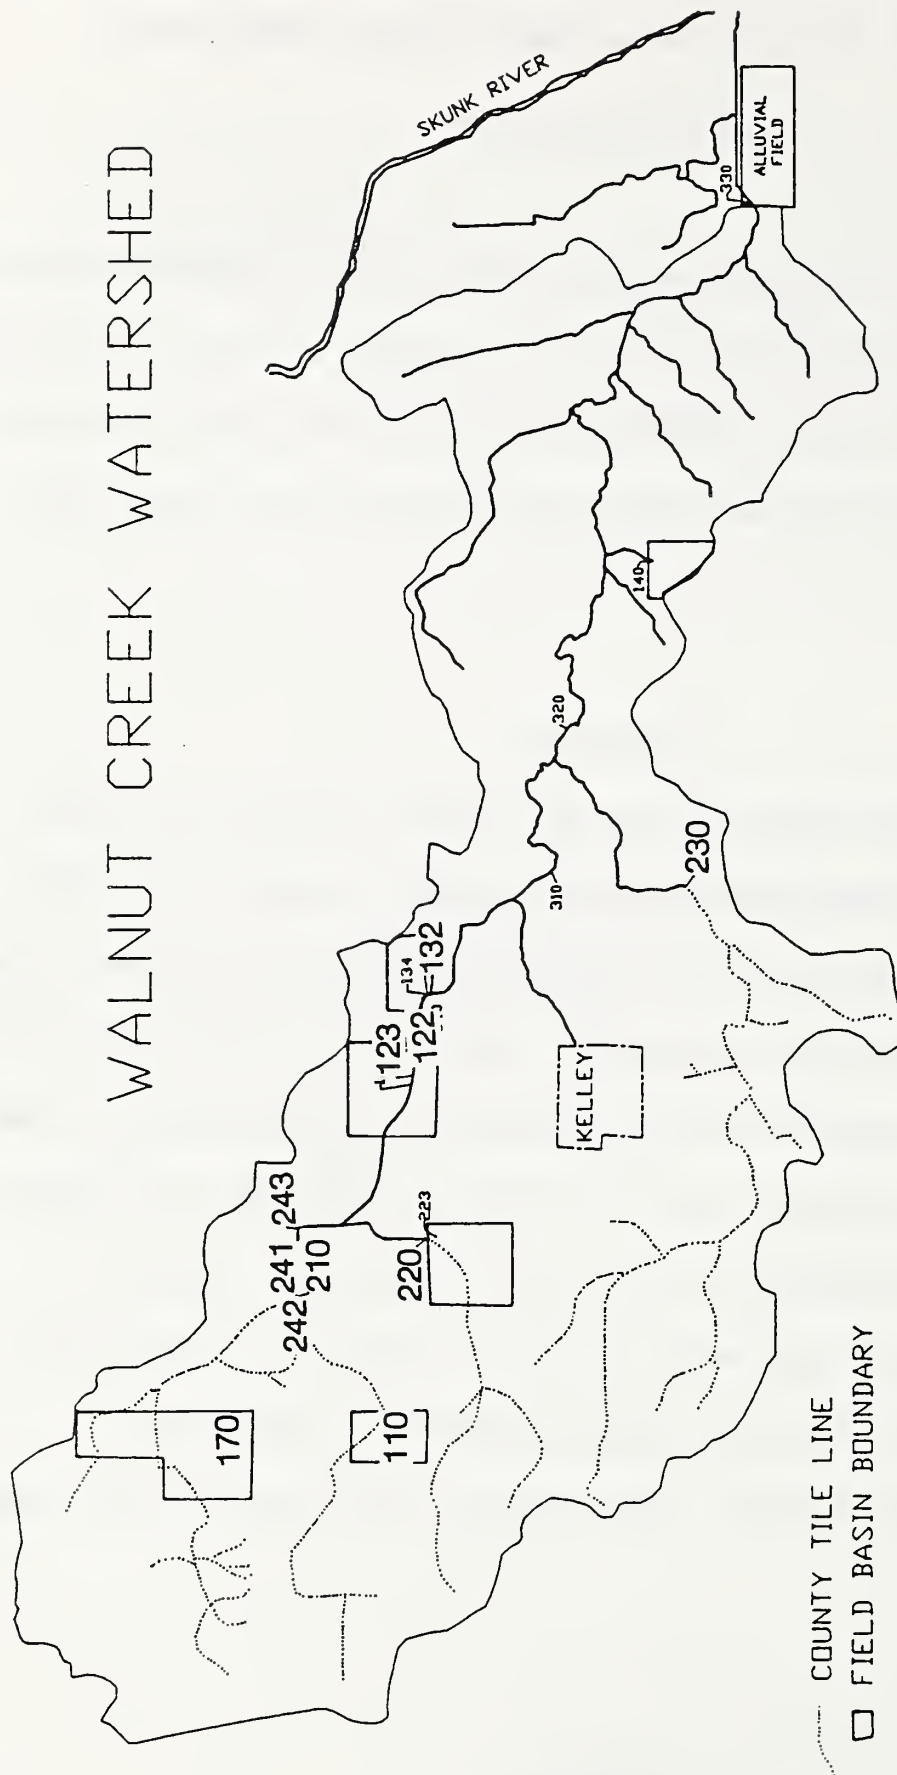 WALNUT CREEK WATERSHED
SKUNK RIVER
ALLUVIAL
FIELD
330
140
320
310
230
134
132
123
122
KELLEY
243
241
210
242
223
220
170
110
COUNTY TILE LINE
FIELD BASIN BOUNDARY